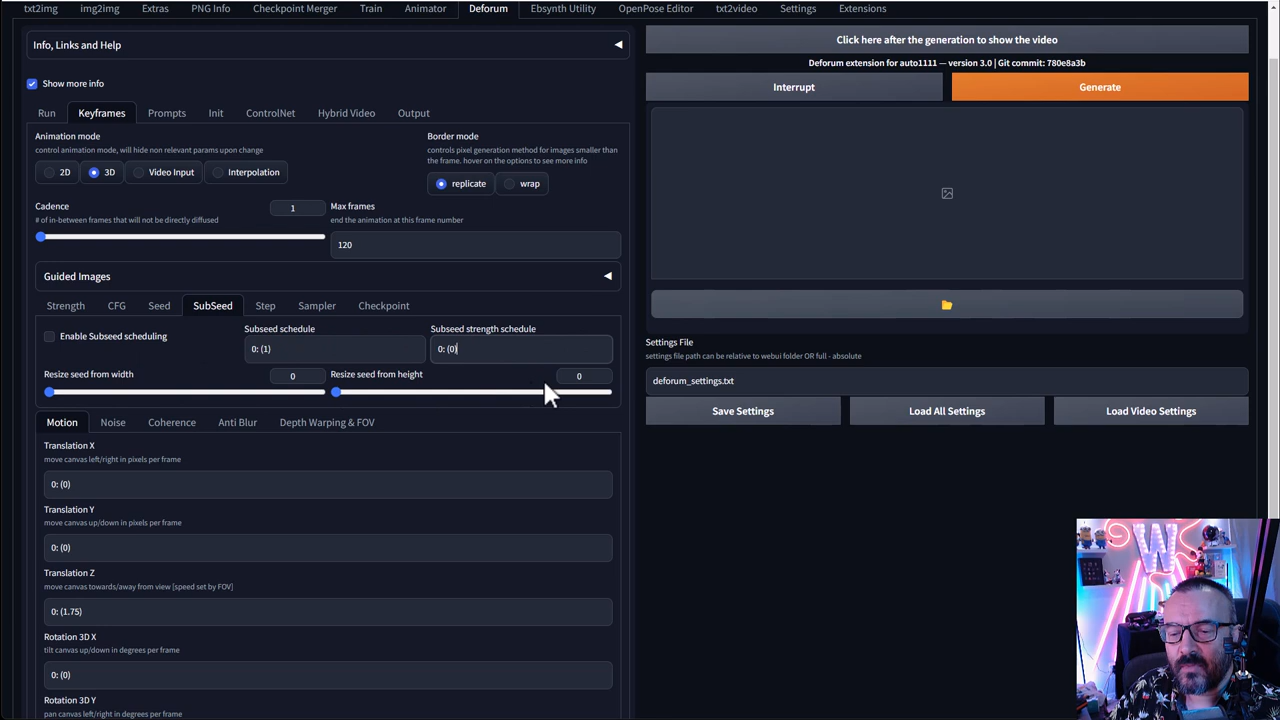 txt2img img2img Extras PNG Info Checkpoint Merger Train Animator Deforum Ebsynth Utility OpenPose Editor txt2video Settings Extensions
Info, Links and Help
Show more info
Run Keyframes Prompts Init ControlNet Hybrid Video Output
Animation mode
control animation mode, will hide non relevant params upon change
2D 3D Video Input Interpolation
Border mode
controls pixel generation method for images smaller than
the frame. hover on the options to see more info
replicate wrap
Cadence
1
# of in-between frames that will not be directly diffused
Max frames
end the animation at this frame number
120
Guided Images
Strength CFG Seed SubSeed Step Sampler Checkpoint
Enable Subseed scheduling
Subseed schedule
0: (1)
Subseed strength schedule
0: (0)
Resize seed from width
0
Resize seed from height
0
Motion Noise Coherence Anti Blur Depth Warping & FOV
Translation X
move canvas left/right in pixels per frame
0: (0)
Translation Y
move canvas up/down in pixels per frame
0: (0)
Translation Z
move canvas towards/away from view [speed set by FOV]
0: (1.75)
Rotation 3D X
tilt canvas up/down in degrees per frame
0: (0)
Rotation 3D Y
pan canvas left/right in degrees per frame
Click here after the generation to show the video
Deforum extension for auto1111 — version 3.0 | Git commit: 780e8a3b
Interrupt
Generate
Settings File
settings file path can be relative to webui folder OR full - absolute
deforum_settings.txt
Save Settings
Load All Settings
Load Video Settings
W